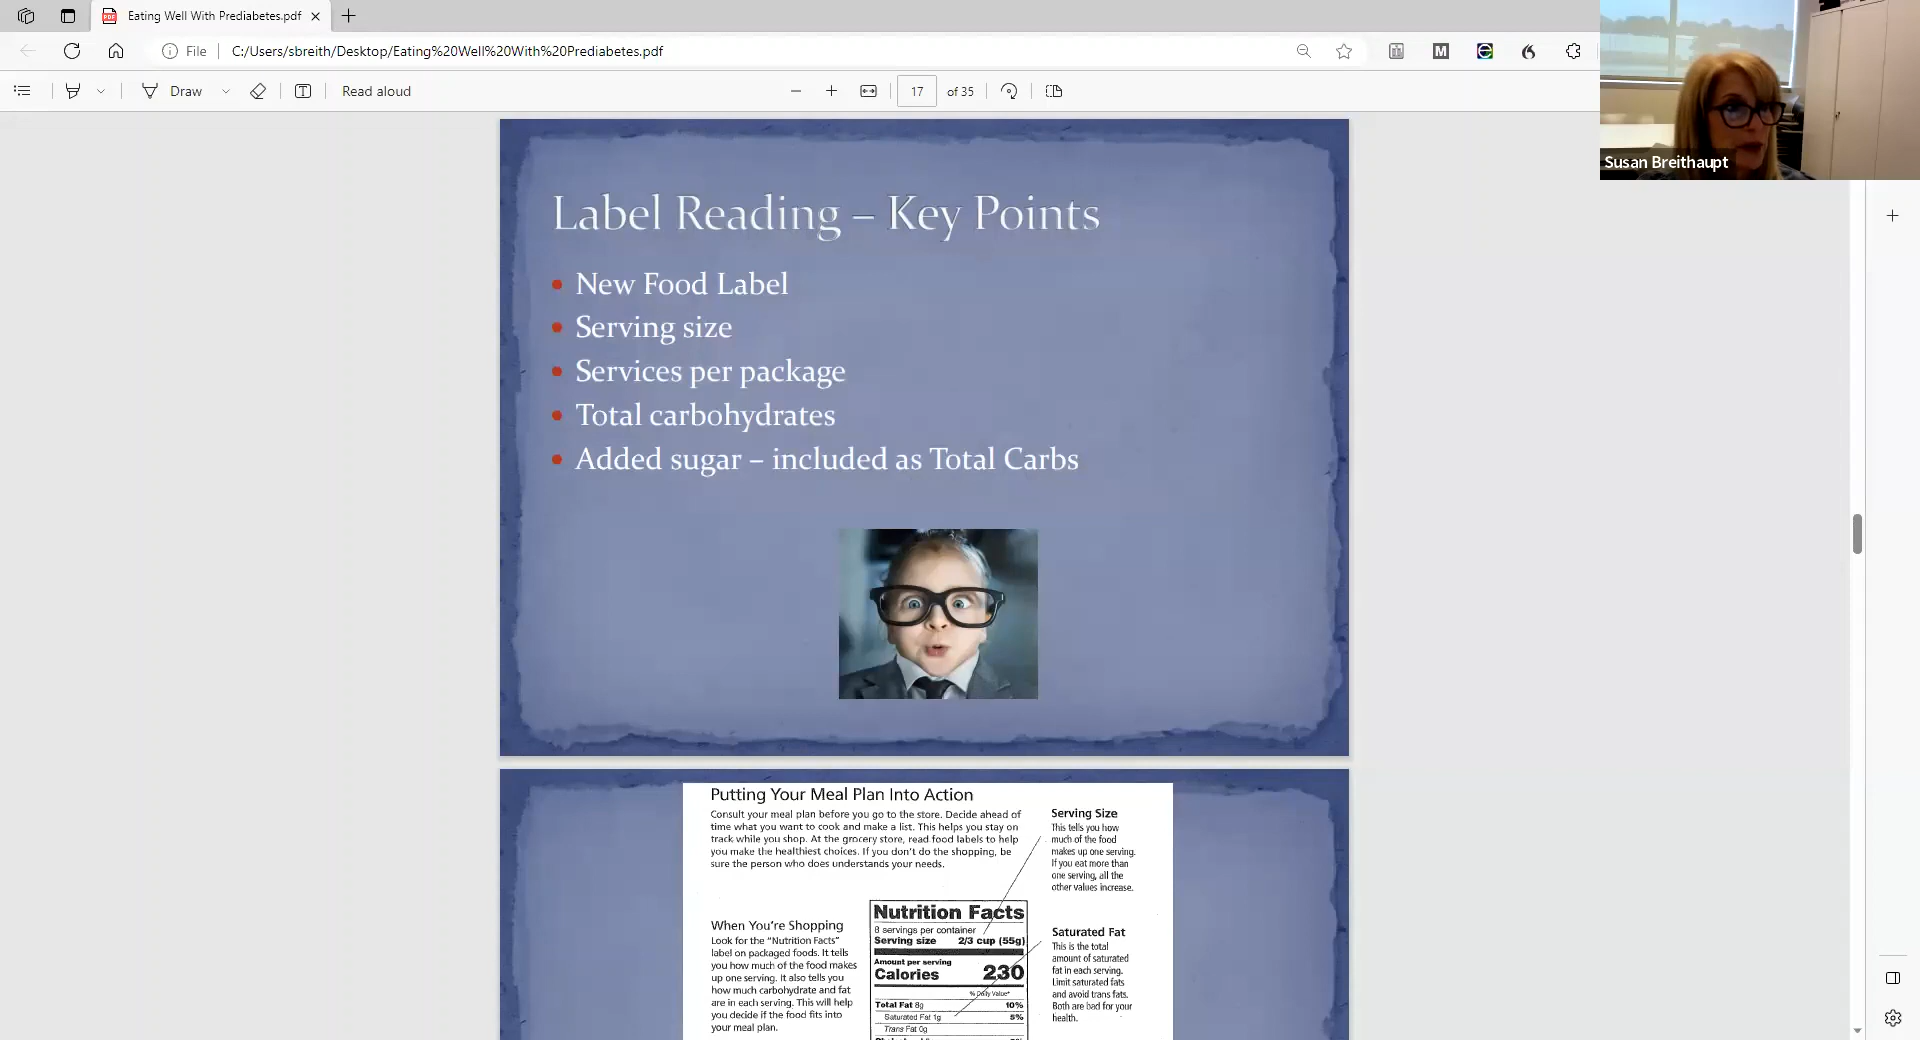 Eating Well With Prediabetes.pdf
File
C:/Users/sbreith/Desktop/Eating%20Well%20With%20Prediabetes.pdf
M
Draw
Read aloud
17 of 35
Susan Breithaupt
Label Reading – Key Points
• New Food Label
• Serving size
• Services per package
• Total carbohydrates
• Added sugar – included as Total Carbs
Putting Your Meal Plan Into Action
Consult your meal plan before you go to the store. Decide ahead of
time what you want to cook and make a list. This helps you stay on
track while you shop. At the grocery store, read food labels to help
you make the healthiest choices. If you don't do the shopping, be
sure the person who does understands your needs.
Serving Size
This tells you how
much of the food
makes up one serving.
If you eat more than
one serving, all the
other values increase.
When You're Shopping
Look for the "Nutrition Facts"
label on packaged foods. It tells
you how much of the food makes
up one serving. It also tells you
how much carbohydrate and fat
are in each serving. This will help
you decide if the food fits into
your meal plan.
Nutrition Facts
8 servings per container
Serving size 2/3 cup (55g)
Amount per serving
Calories 230
% Daily Value*
Total Fat 8g 10%
Saturated Fat 1g 5%
Trans Fat 0g
Saturated Fat
This is the total
amount of saturated
fat in each serving.
Limit saturated fats
and avoid trans fats.
Both are bad for your
health.